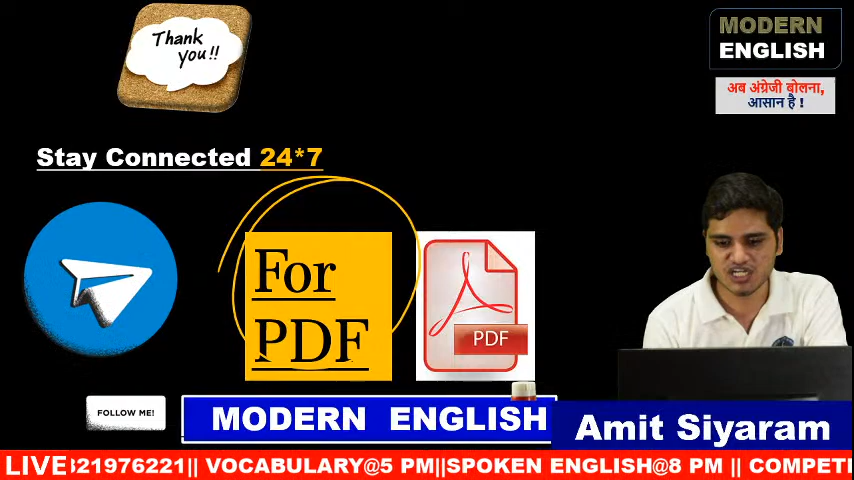 Thank
you!!
MODERN
ENGLISH
अब अंग्रेजी बोलना,
आसान है !
Stay Connected 24*7
For
PDF
PDF
FOLLOW ME!
MODERN ENGLISH
Amit Siyaram
LIVE 321976221|| VOCABULARY@5 PM||SPOKEN ENGLISH@8 PM || COMPETI